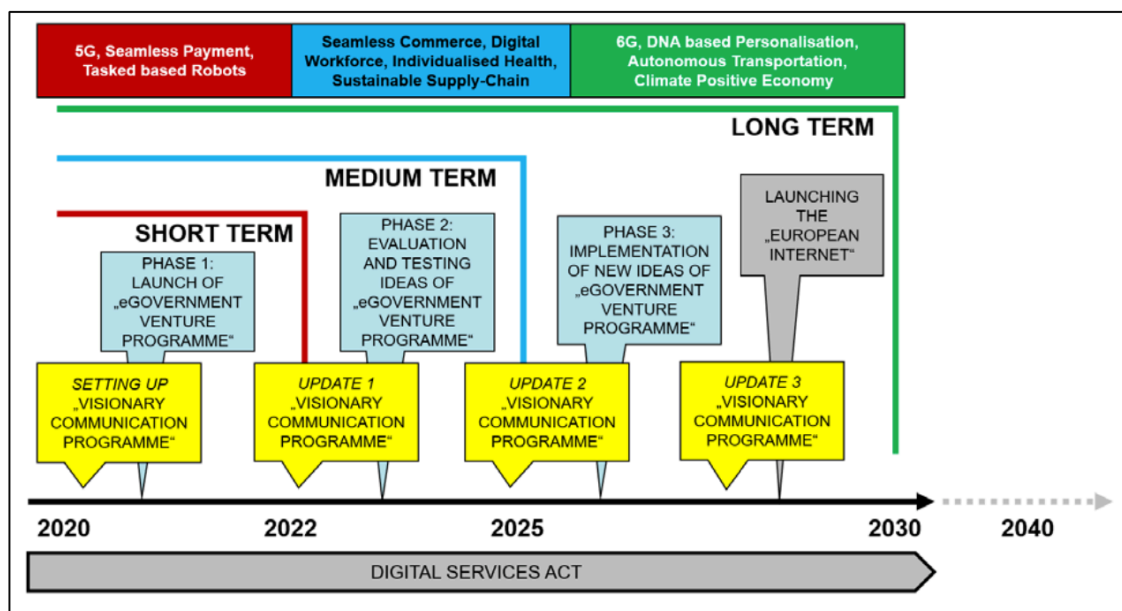 5G, Seamless Payment,
Tasked based Robots
Seamless Commerce, Digital
Workforce, Individualised Health,
Sustainable Supply-Chain
6G, DNA based Personalisation,
Autonomous Transportation,
Climate Positive Economy
LONG TERM
MEDIUM TERM
SHORT TERM
PHASE 1:
LAUNCH OF
„eGOVERNMENT
VENTURE
PROGRAMME“
PHASE 2:
EVALUATION
AND TESTING
IDEAS OF
„eGOVERNMENT
VENTURE
PROGRAMME“
PHASE 3:
IMPLEMENTATION
OF NEW IDEAS OF
„eGOVERNMENT
VENTURE
PROGRAMME“
LAUNCHING
THE
„EUROPEAN
INTERNET“
SETTING UP
„VISIONARY
COMMUNICATION
PROGRAMME“
UPDATE 1
„VISIONARY
COMMUNICATION
PROGRAMME“
UPDATE 2
„VISIONARY
COMMUNICATION
PROGRAMME“
UPDATE 3
„VISIONARY
COMMUNICATION
PROGRAMME“
2020
2022
2025
2030
2040
DIGITAL SERVICES ACT